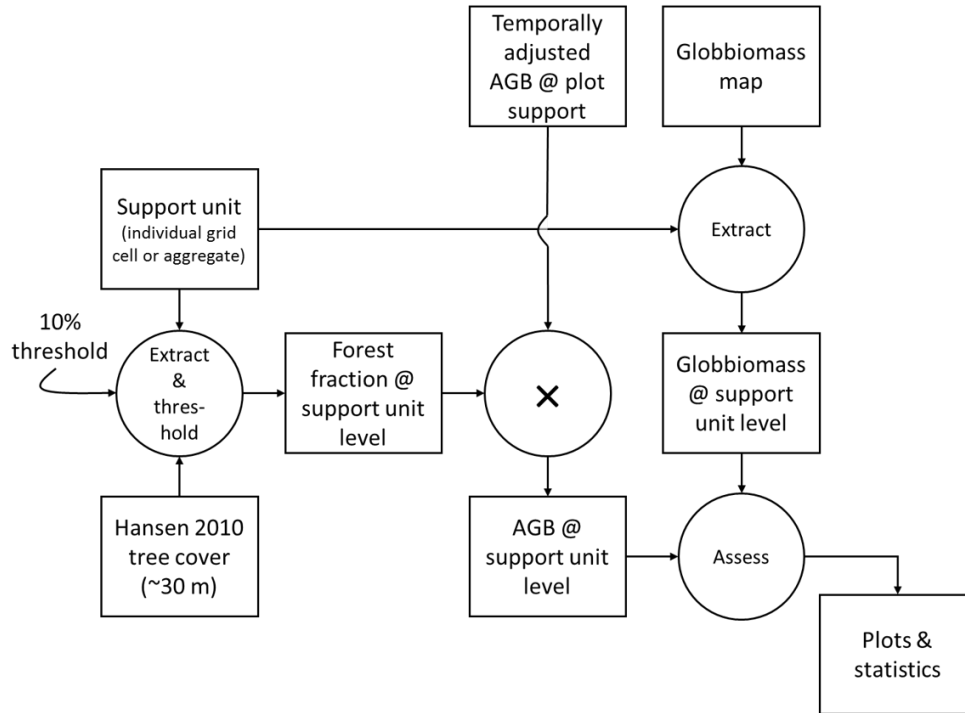 Temporally
adjusted
AGB @ plot
support
Globbiomass
map
Support unit
(individual grid
cell or aggregate)
Extract
10%
threshold
Extract
&
thres-
hold
Forest
fraction @
support unit
level
×
Globbiomass
@ support
unit level
Hansen 2010
tree cover
(~30 m)
AGB @
support unit
level
Assess
Plots &
statistics